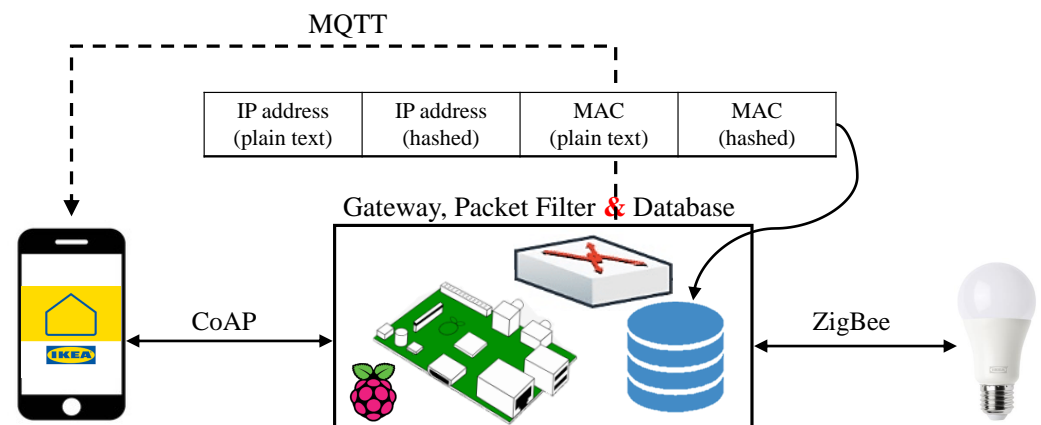 MQTT
IP address
(plain text)
IP address
(hashed)
MAC
(plain text)
MAC
(hashed)
Gateway, Packet Filter & Database
IKEA
CoAP
ZigBee
IKEA